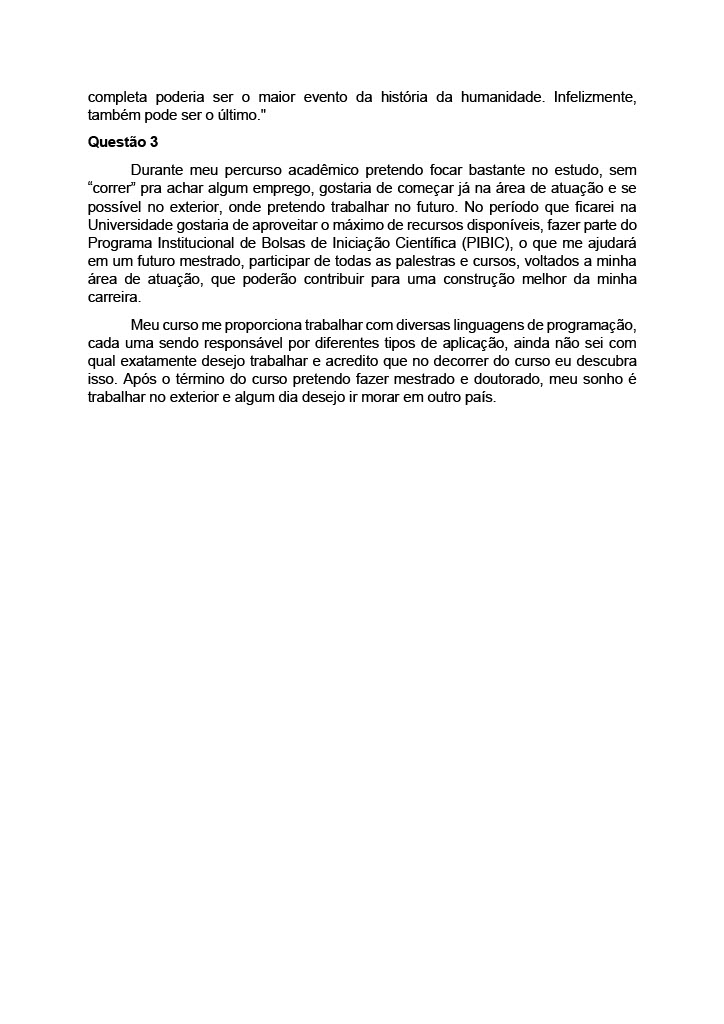 completa poderia ser o maior evento da história da humanidade. Infelizmente,
também pode ser o último."
Questão 3
Durante meu percurso acadêmico pretendo focar bastante no estudo, sem
“correr” pra achar algum emprego, gostaria de começar já na área de atuação e se
possível no exterior, onde pretendo trabalhar no futuro. No período que ficarei na
Universidade gostaria de aproveitar o máximo de recursos disponíveis, fazer parte do
Programa Institucional de Bolsas de Iniciação Científica (PIBIC), o que me ajudará
em um futuro mestrado, participar de todas as palestras e cursos, voltados a minha
área de atuação, que poderão contribuir para uma construção melhor da minha
carreira.
Meu curso me proporciona trabalhar com diversas linguagens de programação,
cada uma sendo responsável por diferentes tipos de aplicação, ainda não sei com
qual exatamente desejo trabalhar e acredito que no decorrer do curso eu descubra
isso. Após o término do curso pretendo fazer mestrado e doutorado, meu sonho é
trabalhar no exterior e algum dia desejo ir morar em outro país.